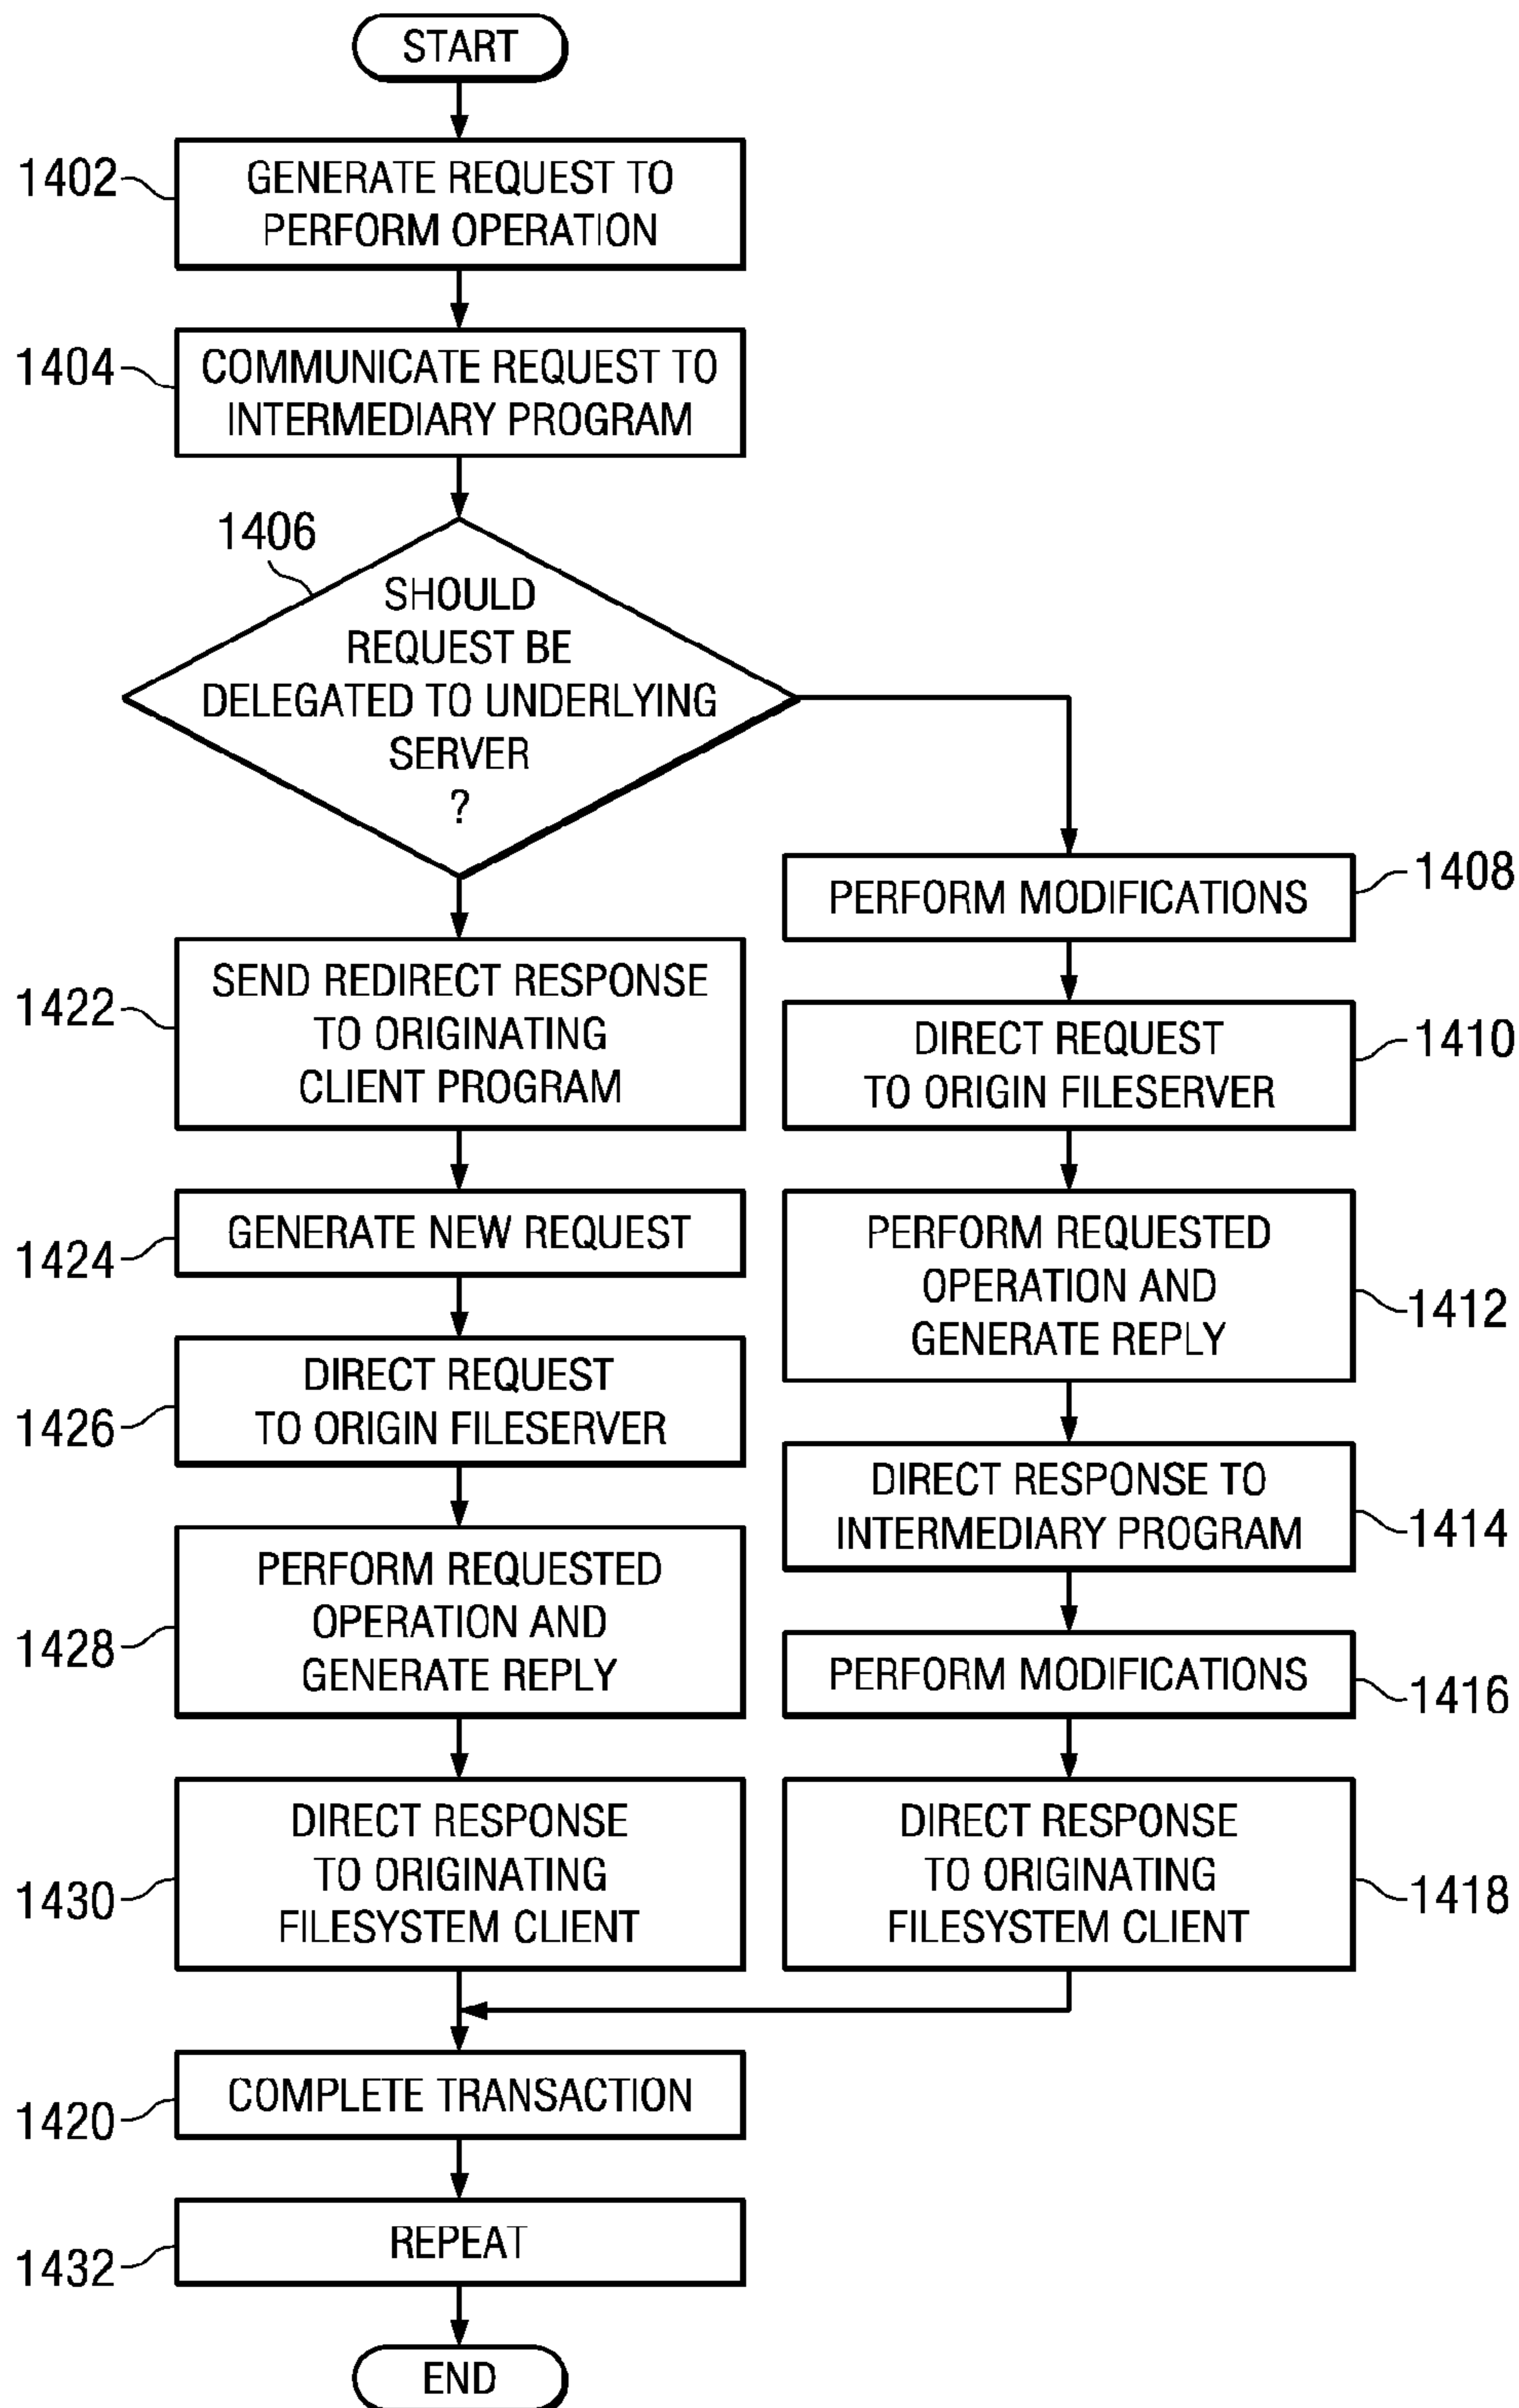 START
1402
GENERATE REQUEST TO
PERFORM OPERATION
1404
COMMUNICATE REQUEST TO
INTERMEDIARY PROGRAM
1406
SHOULD
REQUEST BE
DELEGATED TO UNDERLYING
SERVER
?
1422
SEND REDIRECT RESPONSE
TO ORIGINATING
CLIENT PROGRAM
1424
GENERATE NEW REQUEST
1426
DIRECT REQUEST
TO ORIGIN FILESERVER
1428
PERFORM REQUESTED
OPERATION AND
GENERATE REPLY
1430
DIRECT RESPONSE
TO ORIGINATING
FILESYSTEM CLIENT
PERFORM MODIFICATIONS
1408
DIRECT REQUEST
TO ORIGIN FILESERVER
1410
PERFORM REQUESTED
OPERATION AND
GENERATE REPLY
1412
DIRECT RESPONSE TO
INTERMEDIARY PROGRAM
1414
PERFORM MODIFICATIONS
1416
DIRECT RESPONSE
TO ORIGINATING
FILESYSTEM CLIENT
1418
1420
COMPLETE TRANSACTION
1432
REPEAT
END